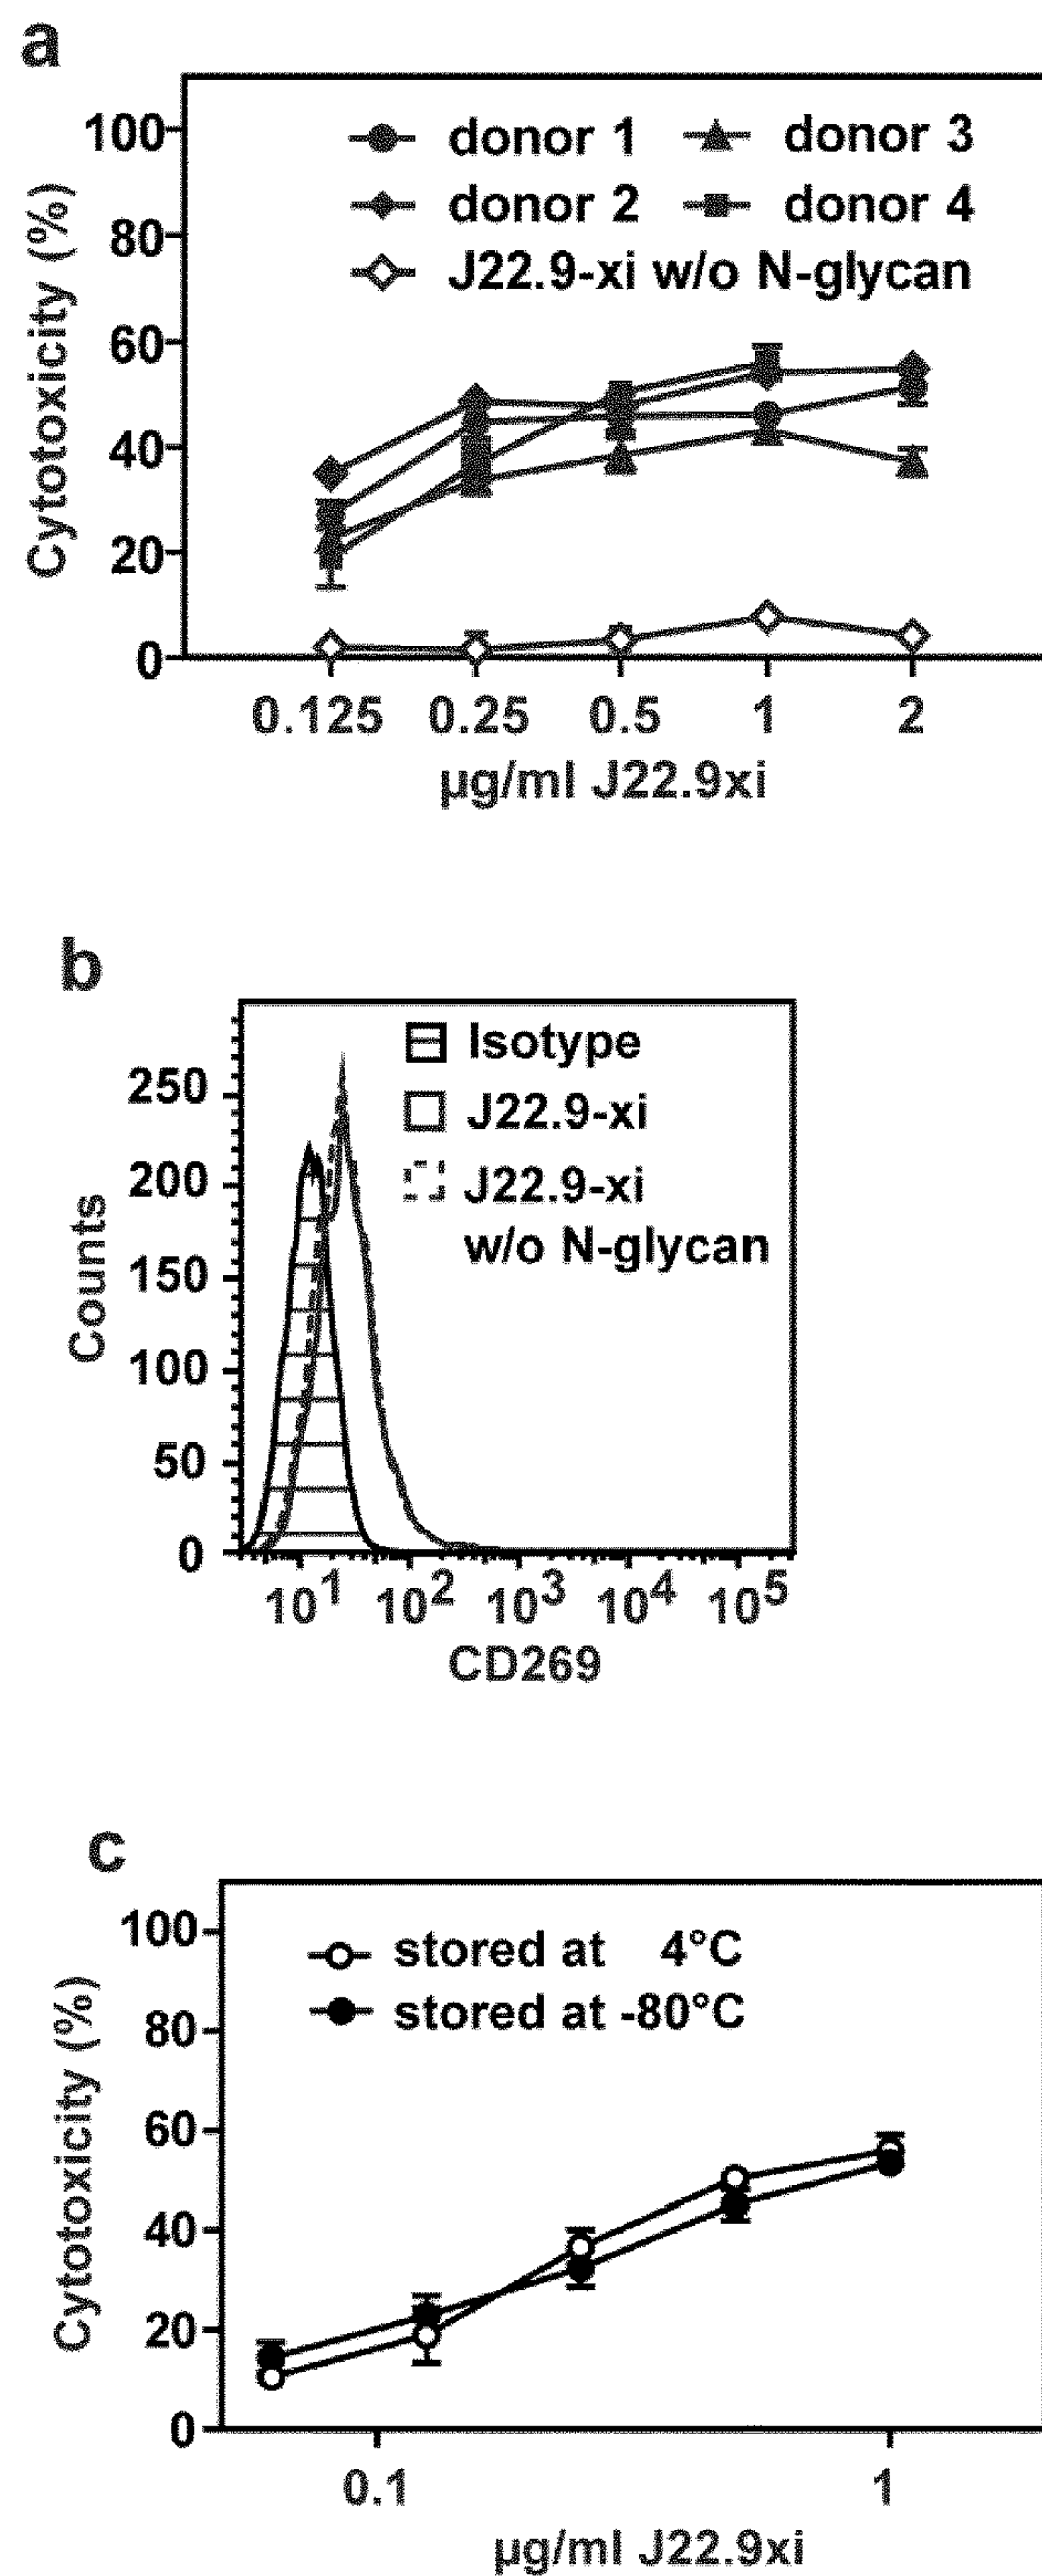 a
Cytotoxicity (%)
100
80
60
40
20
0
donor 1
donor 3
donor 2
donor 4
J22.9-xi w/o N-glycan
0.125 0.25 0.5 1 2
µg/ml J22.9xi
b
Counts
250
200
150
100
50
0
Isotype
J22.9-xi
J22.9-xi
w/o N-glycan
10¹ 10² 10³ 10⁴ 10⁵
CD269
c
Cytotoxicity (%)
100
80
60
40
20
0
stored at 4°C
stored at -80°C
0.1 1
µg/ml J22.9xi